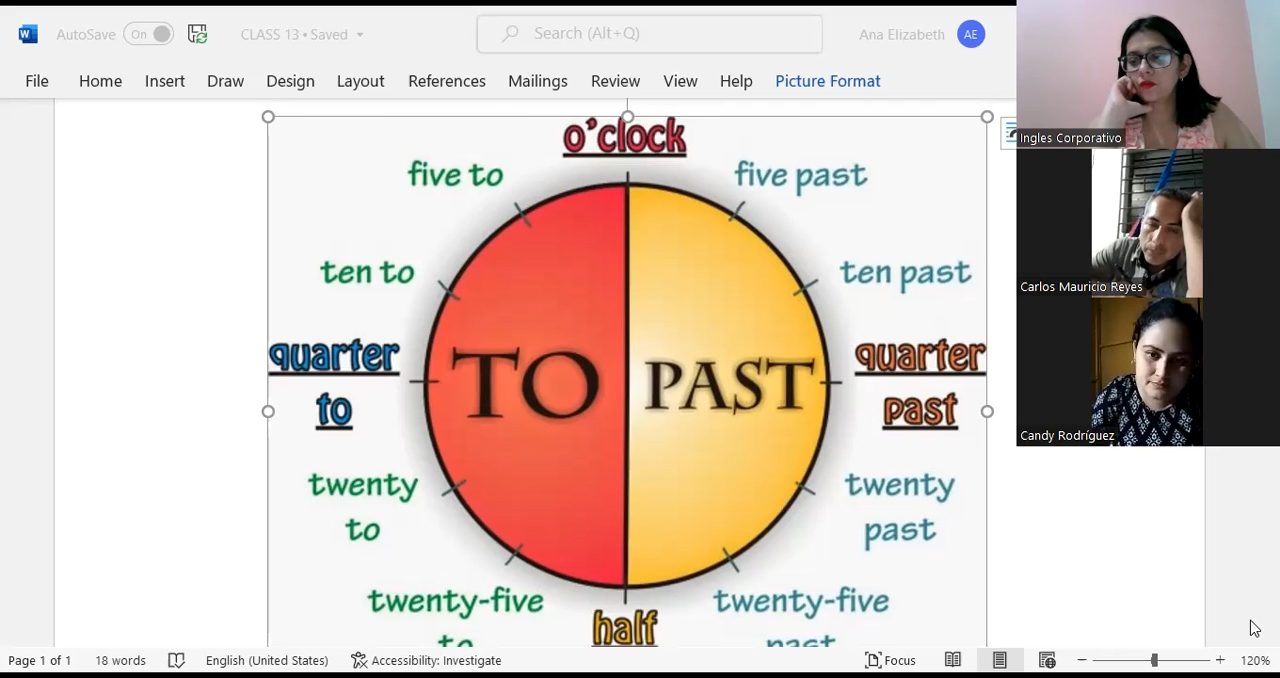 AutoSave On CLASS 13 • Saved Search (Alt+Q) Ana Elizabeth AE
File Home Insert Draw Design Layout References Mailings Review View Help Picture Format
o'clock
five to
five past
ten to
ten past
quarter
to
quarter
past
TO PAST
twenty
to
twenty
past
twenty-five
to
half
twenty-five
past
Ingles Corporativo
Carlos Mauricio Reyes
Candy Rodríguez
Page 1 of 1 18 words English (United States) Accessibility: Investigate Focus 120%